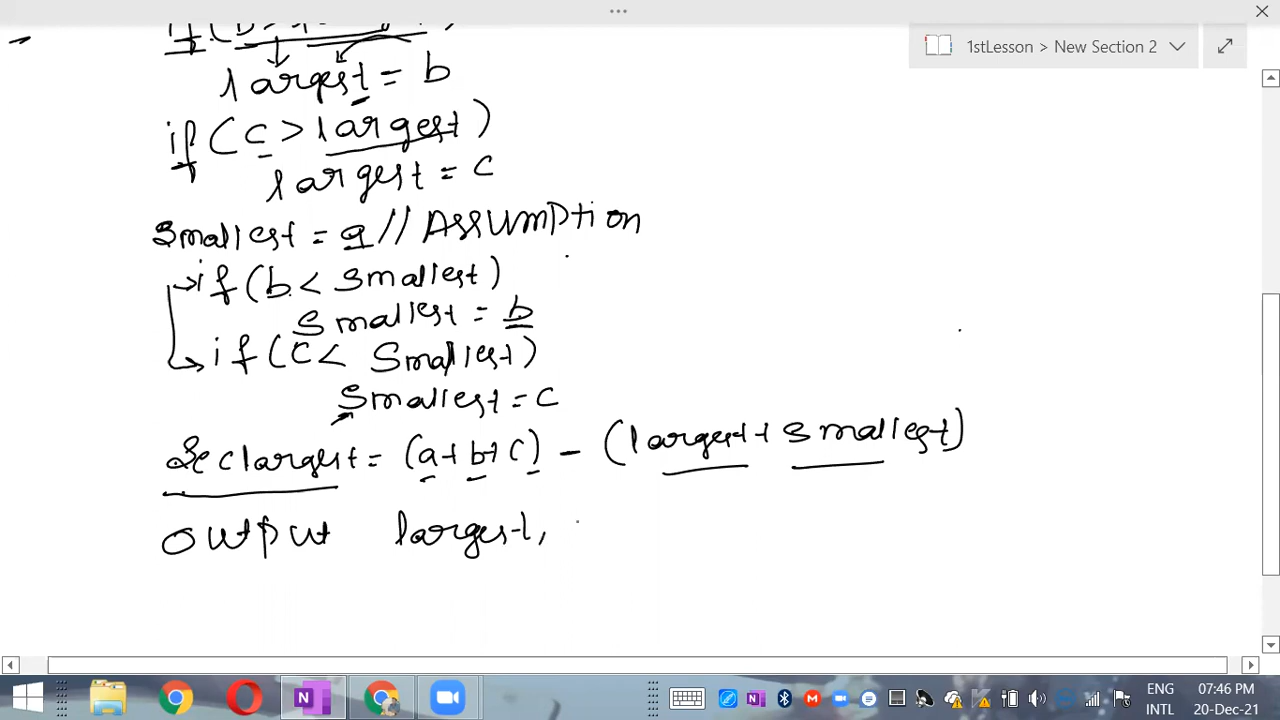 1stLesson | New Section 2
if (b >
largest = b
if ( c > largest )
largest = c
smallest = a // ASSUMPTION
if ( b < smallest )
smallest = b
if ( c < smallest )
smallest = c
Seclargest = (a+b+c) - (largest + smallest)
output largest,
ENG
INTL
07:46 PM
20-Dec-21